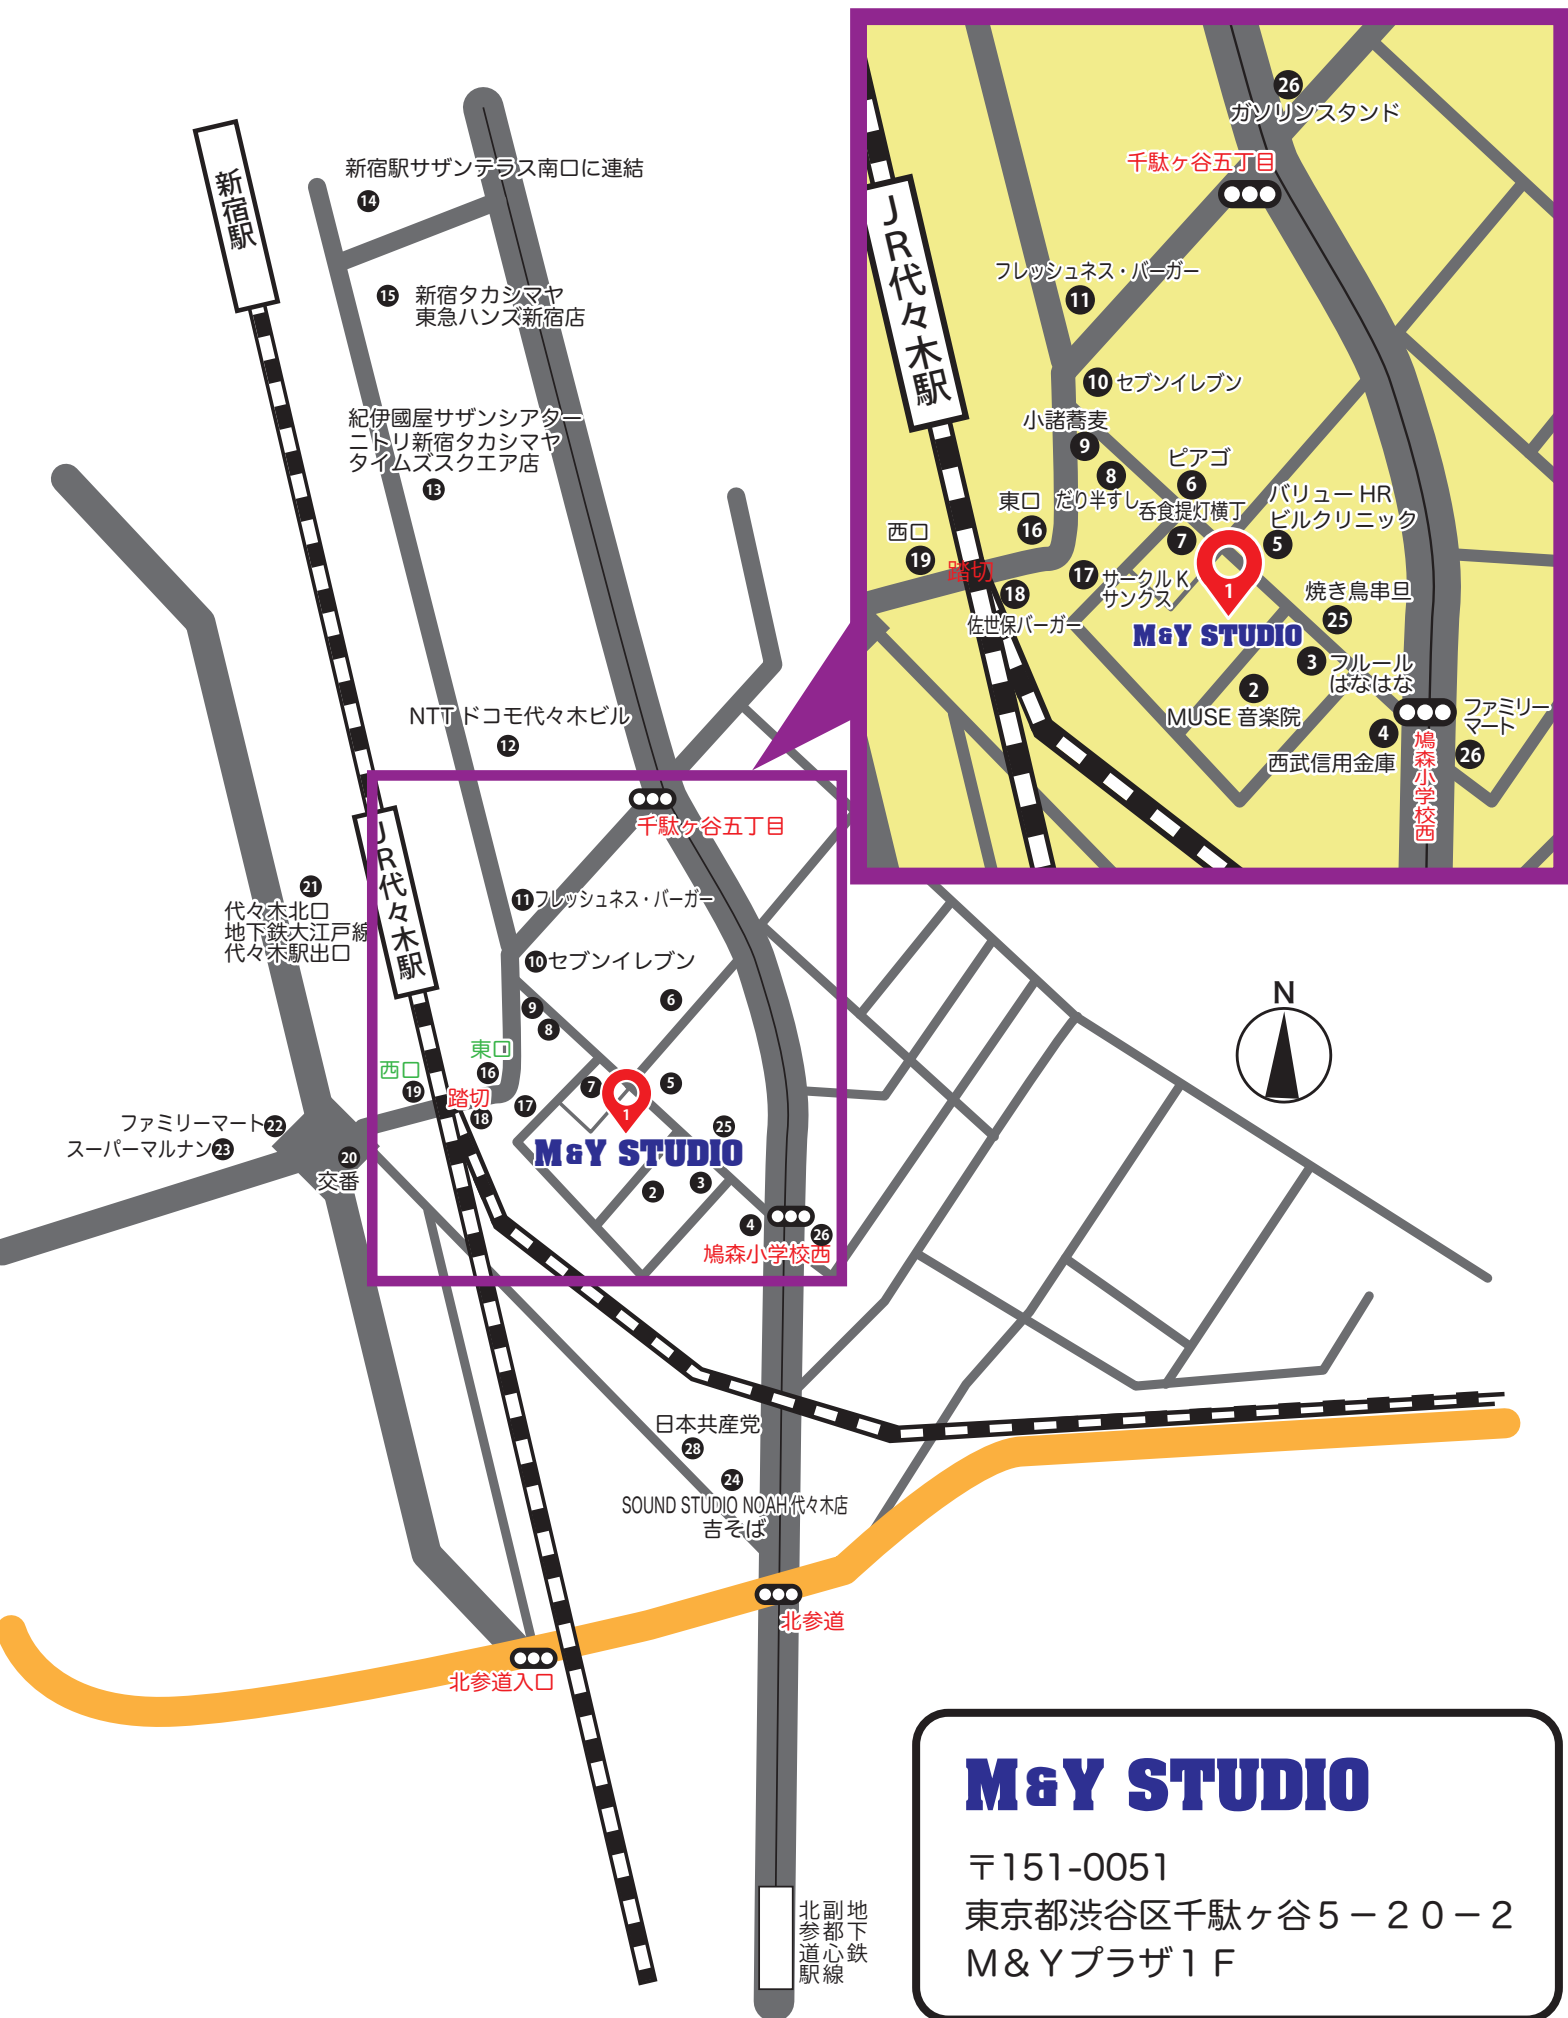 26
ガソリンスタンド
千駄ヶ谷五丁目
JR代々木駅
フレッシュネス・バーガー
11
10 セブンイレブン
小諸蕎麦
9
8
だり半すし
ピアゴ
6
呑食提灯横丁
7
バリューHR
ビルクリニック
5
東口
16
西口
19
踏切
18
佐世保バーガー
17 サークルK
サンクス
1
M&Y STUDIO
焼き鳥串旦
25
3 フルール
はなはな
2
MUSE 音楽院
4
西武信用金庫
鳩森小学校西
ファミリー
マート
26
新宿駅
新宿駅サザンテラス南口に連結
14
15 新宿タカシマヤ
東急ハンズ新宿店
紀伊國屋サザンシアター
ニトリ新宿タカシマヤ
タイムズスクエア店
13
NTTドコモ代々木ビル
12
千駄ヶ谷五丁目
JR代々木駅
21
代々木北口
地下鉄大江戸線
代々木駅出口
11 フレッシュネス・バーガー
10 セブンイレブン
9
8
6
東口
16
西口
19
踏切
18
17
7
5
1
M&Y STUDIO
25
2
3
4
26
鳩森小学校西
ファミリーマート 22
スーパーマルナン 23
20
交番
N
日本共産党
28
24
SOUND STUDIO NOAH代々木店
吉そば
北参道
北参道入口
地下鉄
副都心線
北参道駅
M&Y STUDIO
〒151-0051
東京都渋谷区千駄ヶ谷５－２０－２
M＆Yプラザ１F